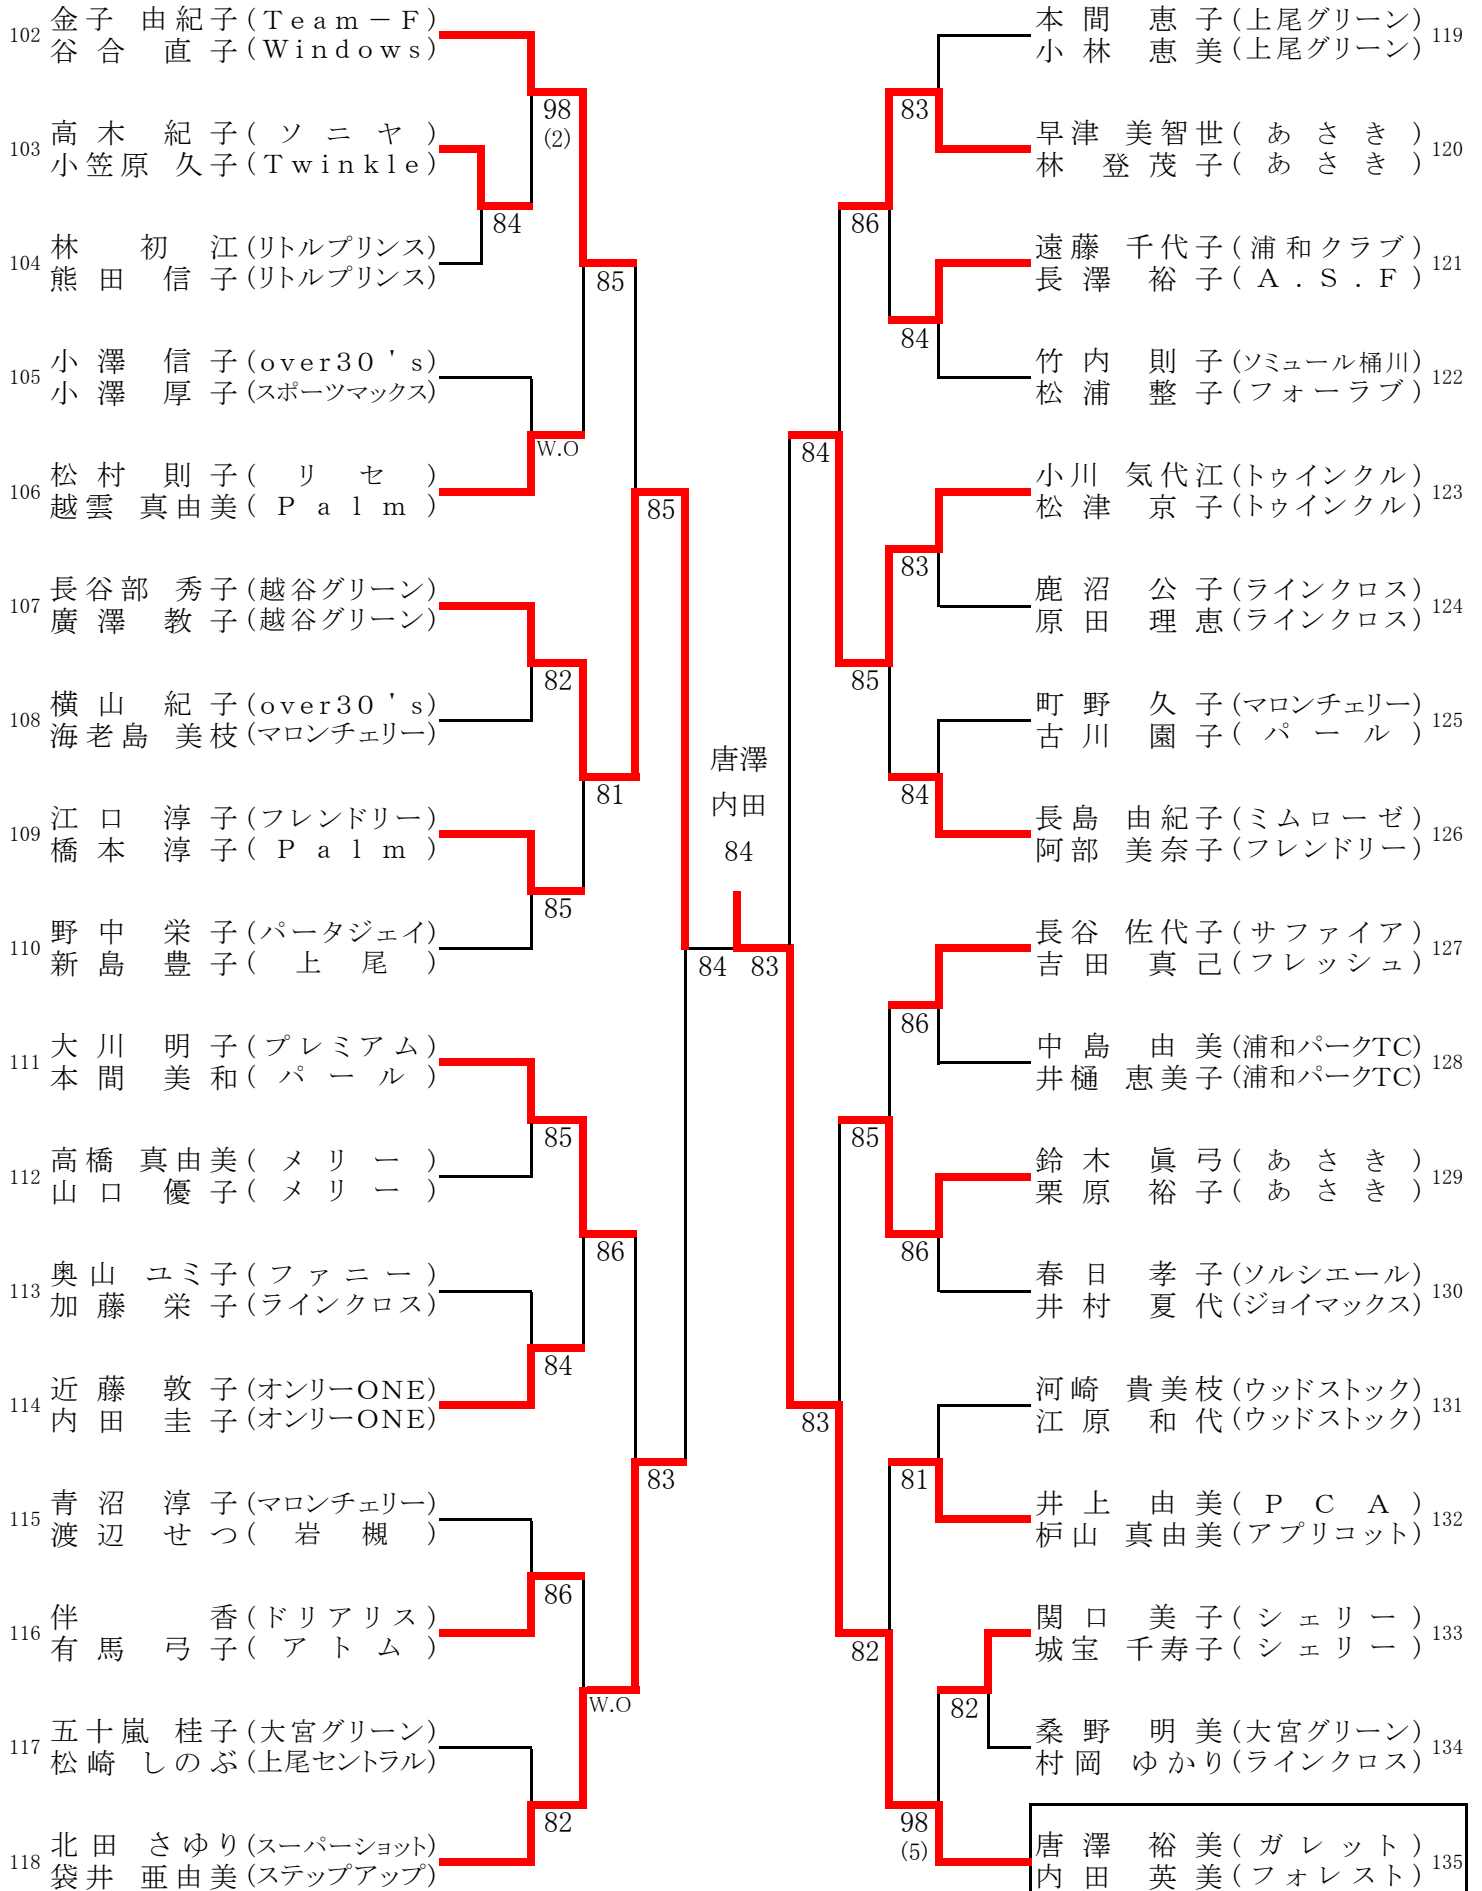 102 金子 由紀子(Team－F)
谷合 直子(Windows)
98
(2)
103 高木 紀子(ソニヤ)
小笠原 久子(Twinkle)
84
104 林 初江(リトルプリンス)
熊田 信子(リトルプリンス)
85
105 小澤 信子(over30's)
小澤 厚子(スポーツマックス)
W.O
106 松村 則子(リセ)
越雲 真由美(Palm)
85
107 長谷部 秀子(越谷グリーン)
廣澤 教子(越谷グリーン)
82
108 横山 紀子(over30's)
海老島 美枝(マロンチェリー)
81
109 江口 淳子(フレンドリー)
橋本 淳子(Palm)
85
110 野中 栄子(パータジェイ)
新島 豊子(上尾)
84
111 大川 明子(プレミアム)
本間 美和(パール)
85
112 高橋 真由美(メリー)
山口 優子(メリー)
86
113 奥山 ユミ子(ファニー)
加藤 栄子(ラインクロス)
84
114 近藤 敦子(オンリーONE)
内田 圭子(オンリーONE)
83
115 青沼 淳子(マロンチェリー)
渡辺 せつ(岩槻)
86
116 伴 香(ドリアリス)
有馬 弓子(アトム)
W.O
117 五十嵐 桂子(大宮グリーン)
松崎 しのぶ(上尾セントラル)
82
118 北田 さゆり(スーパーショット)
袋井 亜由美(ステップアップ)
唐澤
内田
84
83
本間 恵子(上尾グリーン) 119
小林 恵美(上尾グリーン)
83
早津 美智世(あさき) 120
林 登茂子(あさき)
86
遠藤 千代子(浦和クラブ) 121
長澤 裕子(A.S.F)
84
竹内 則子(ソミュール桶川) 122
松浦 整子(フォーラブ)
84
小川 気代江(トゥインクル) 123
松津 京子(トゥインクル)
83
鹿沼 公子(ラインクロス) 124
原田 理恵(ラインクロス)
85
町野 久子(マロンチェリー) 125
古川 園子(パール)
84
長島 由紀子(ミムローゼ) 126
阿部 美奈子(フレンドリー)
長谷 佐代子(サファイア) 127
吉田 真己(フレッシュ)
86
中島 由美(浦和パークTC) 128
井樋 恵美子(浦和パークTC)
85
鈴木 眞弓(あさき) 129
栗原 裕子(あさき)
86
春日 孝子(ソルシエール) 130
井村 夏代(ジョイマックス)
83
河崎 貴美枝(ウッドストック) 131
江原 和代(ウッドストック)
81
井上 由美(PCA) 132
枦山 真由美(アプリコット)
82
関口 美子(シェリー) 133
城宝 千寿子(シェリー)
82
桑野 明美(大宮グリーン) 134
村岡 ゆかり(ラインクロス)
98
(5)
唐澤 裕美(ガレット) 135
内田 英美(フォレスト)